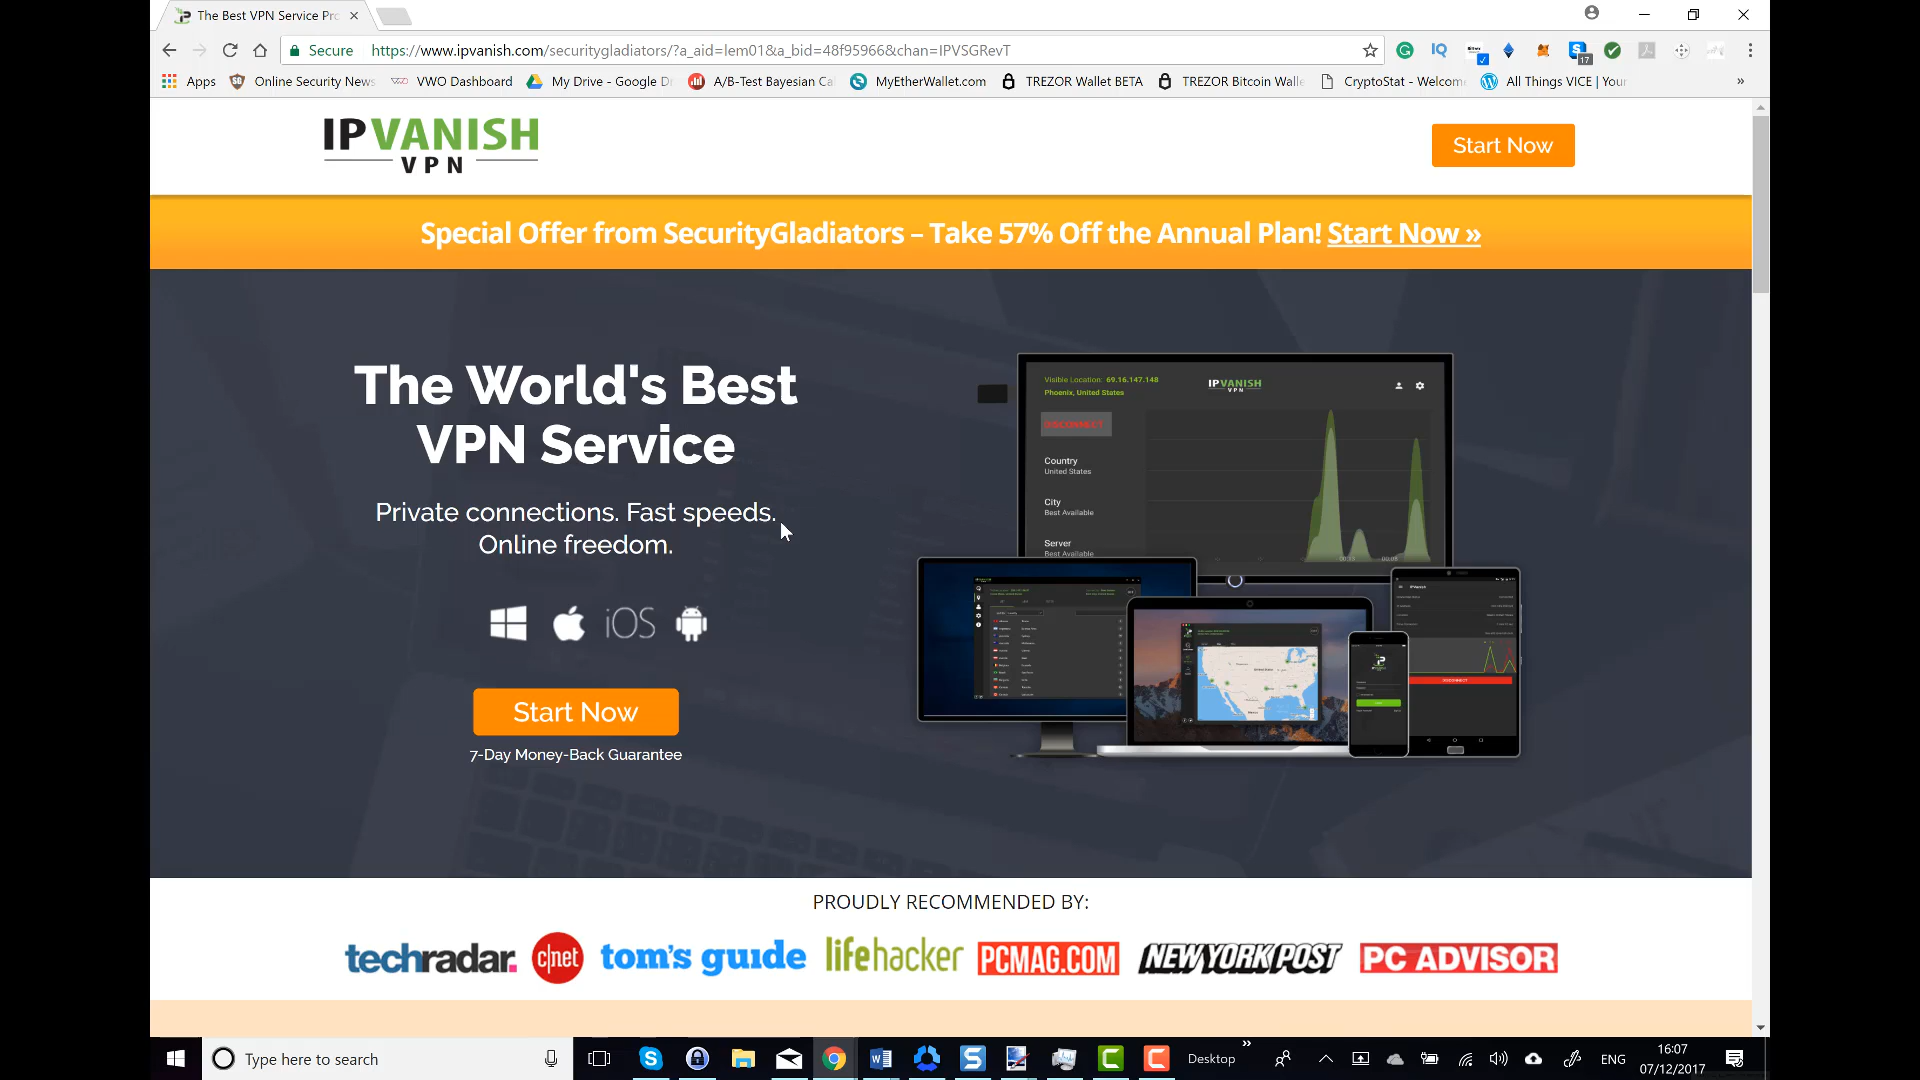 The Best VPN Service Pro
Secure https://www.ipvanish.com/securitygladiators/?a_aid=lem01&a_bid=48f95966&chan=IPVSGRevT
Apps Online Security News VWO Dashboard My Drive - Google Dr A/B-Test Bayesian Ca MyEtherWallet.com TREZOR Wallet BETA TREZOR Bitcoin Walle CryptoStat - Welcome All Things VICE | Your
IPVANISH
VPN
Start Now
Special Offer from SecurityGladiators – Take 57% Off the Annual Plan! Start Now »
The World's Best
VPN Service
Private connections. Fast speeds.
Online freedom.
iOS
Start Now
7-Day Money-Back Guarantee
Visible Location: 69.16.147.148
Phoenix, United States
IPVANISH
VPN
DISCONNECT
Country
United States
City
Best Available
Server
Best Available
PROUDLY RECOMMENDED BY:
techradar. c|net tom's guide lifehacker PCMAG.COM NEW YORK POST PC ADVISOR
Type here to search
Desktop
ENG
16:07
07/12/2017